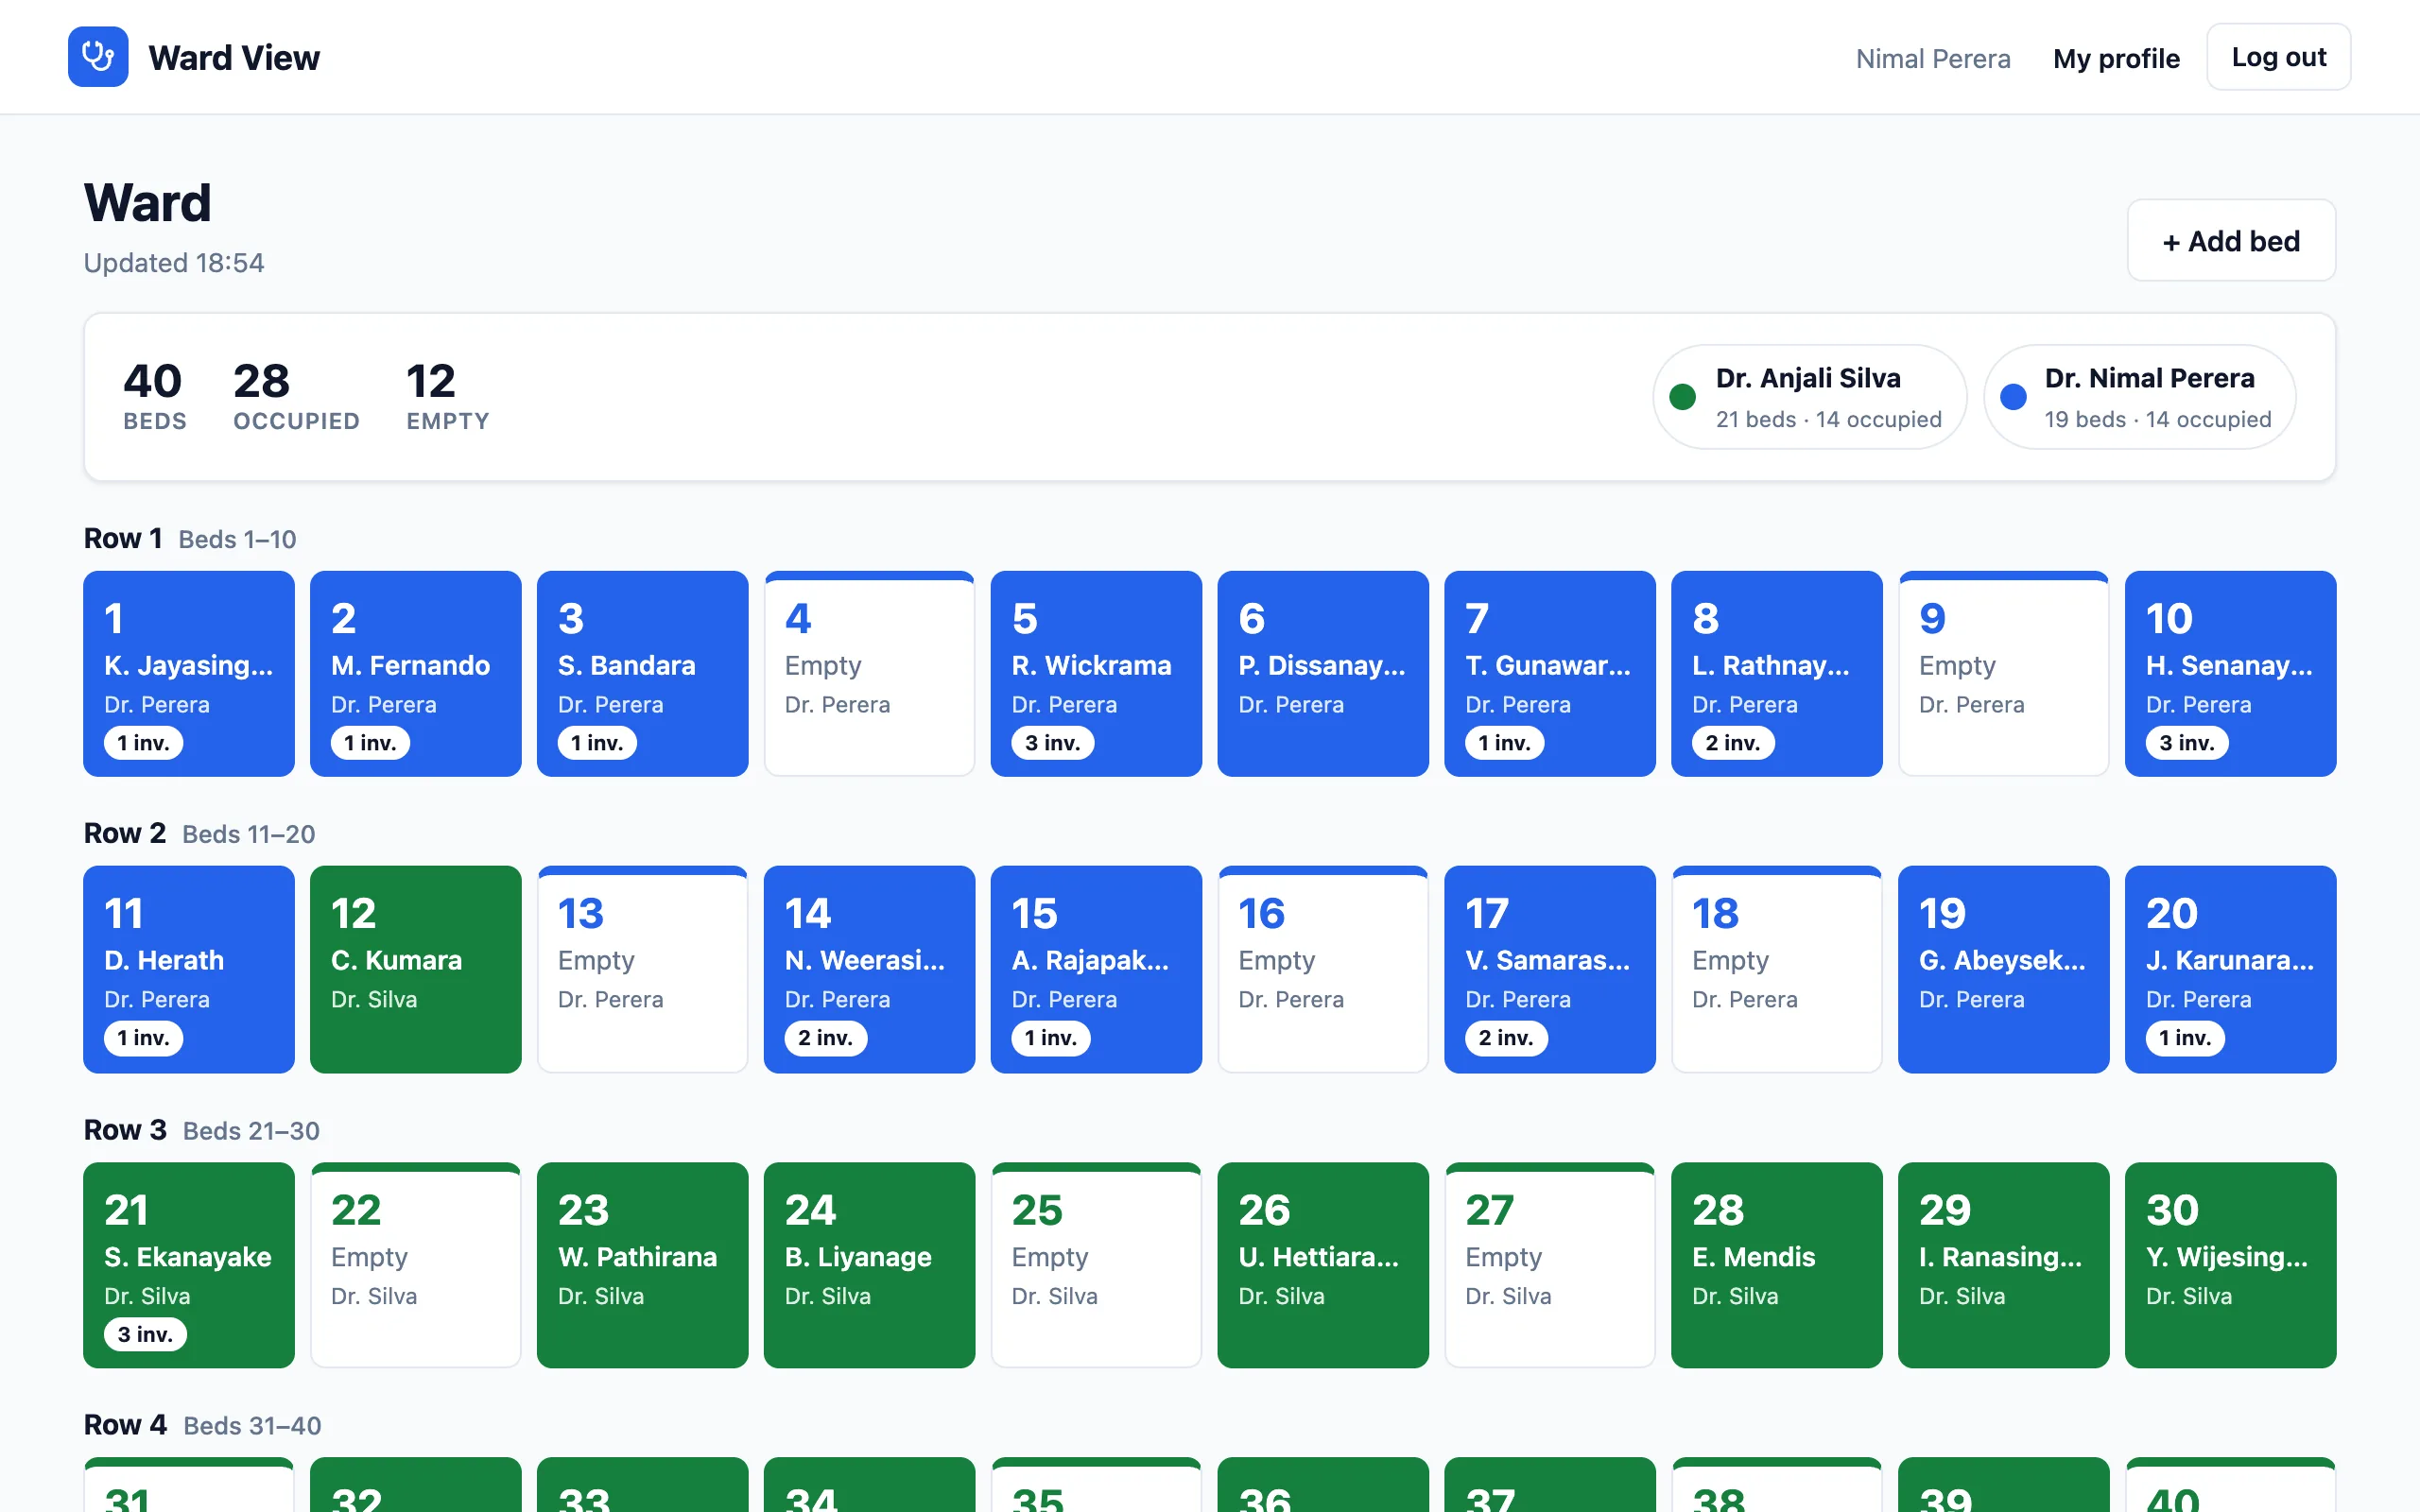 Ward View
Nimal Perera
My profile
Log out
Ward
Updated 18:54
+ Add bed
40
BEDS
28
OCCUPIED
12
EMPTY
Dr. Anjali Silva
21 beds · 14 occupied
Dr. Nimal Perera
19 beds · 14 occupied
Row 1 Beds 1–10
1
K. Jayasing...
Dr. Perera
1 inv.
2
M. Fernando
Dr. Perera
1 inv.
3
S. Bandara
Dr. Perera
1 inv.
4
Empty
Dr. Perera
5
R. Wickrama
Dr. Perera
3 inv.
6
P. Dissanay...
Dr. Perera
7
T. Gunawar...
Dr. Perera
1 inv.
8
L. Rathnay...
Dr. Perera
2 inv.
9
Empty
Dr. Perera
10
H. Senanay...
Dr. Perera
3 inv.
Row 2 Beds 11–20
11
D. Herath
Dr. Perera
1 inv.
12
C. Kumara
Dr. Silva
13
Empty
Dr. Perera
14
N. Weerasi...
Dr. Perera
2 inv.
15
A. Rajapak...
Dr. Perera
1 inv.
16
Empty
Dr. Perera
17
V. Samaras...
Dr. Perera
2 inv.
18
Empty
Dr. Perera
19
G. Abeysek...
Dr. Perera
20
J. Karunara...
Dr. Perera
1 inv.
Row 3 Beds 21–30
21
S. Ekanayake
Dr. Silva
3 inv.
22
Empty
Dr. Silva
23
W. Pathirana
Dr. Silva
24
B. Liyanage
Dr. Silva
25
Empty
Dr. Silva
26
U. Hettiara...
Dr. Silva
27
Empty
Dr. Silva
28
E. Mendis
Dr. Silva
29
I. Ranasing...
Dr. Silva
30
Y. Wijesing...
Dr. Silva
Row 4 Beds 31–40
31
32
33
34
35
36
37
38
39
40